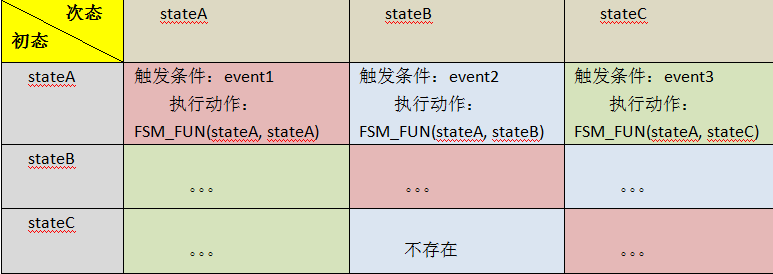 次态
初态
stateA
stateB
stateC
stateA
触发条件：event1
执行动作：
FSM_FUN(stateA, stateA)
触发条件：event2
执行动作：
FSM_FUN(stateA, stateB)
触发条件：event3
执行动作：
FSM_FUN(stateA, stateC)
stateB
。。。
。。。
。。。
stateC
。。。
不存在
。。。